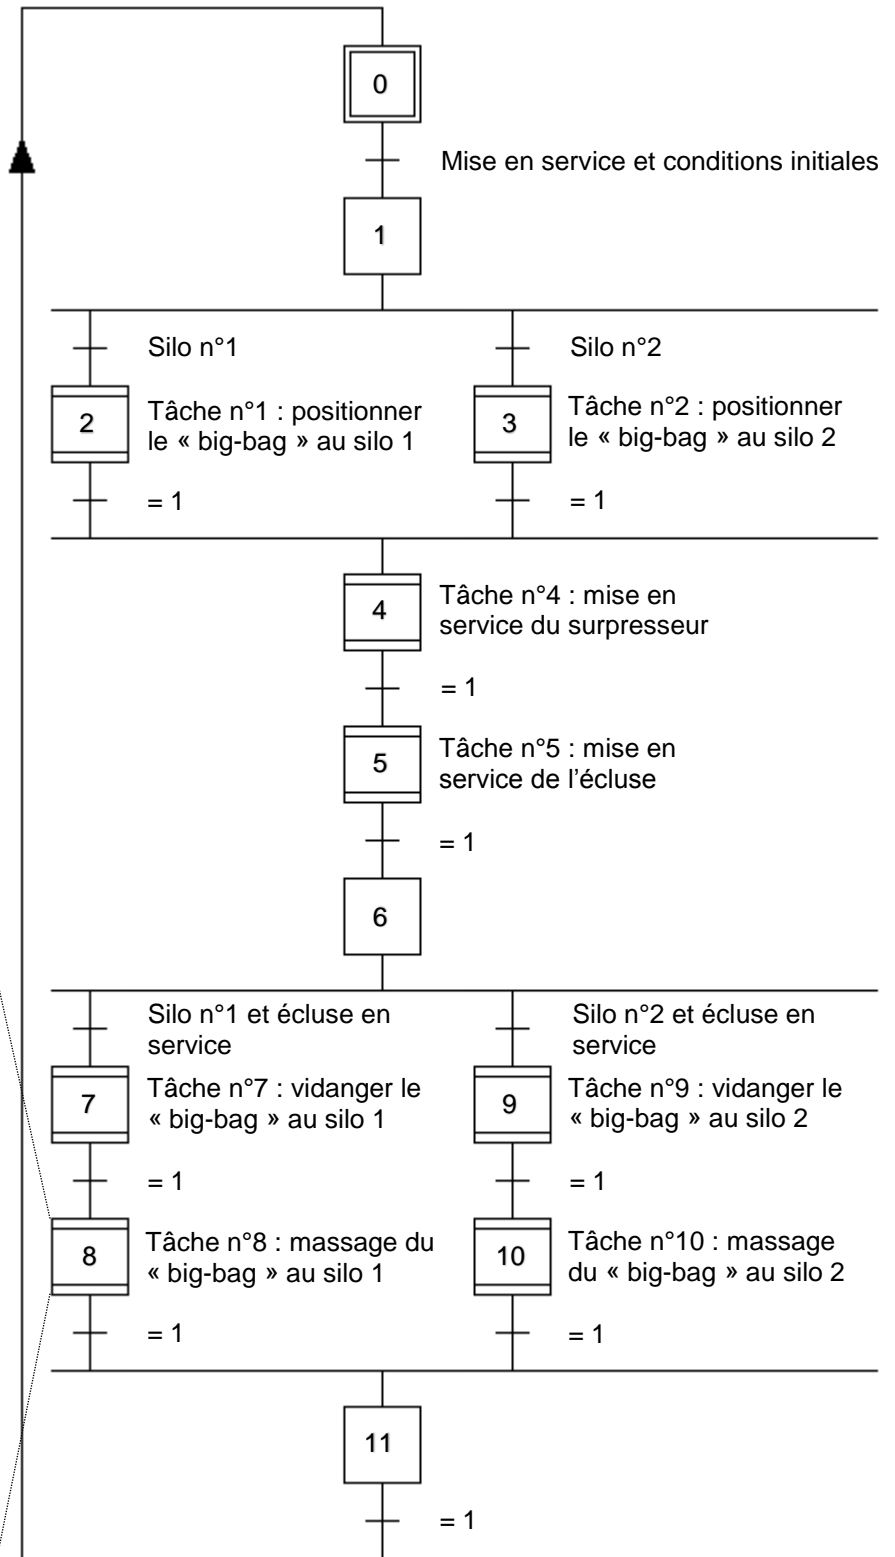 0
Mise en service et conditions initiales
1
Silo n°1
Silo n°2
2
Tâche n°1 : positionner
le « big-bag » au silo 1
3
Tâche n°2 : positionner
le « big-bag » au silo 2
= 1
= 1
4
Tâche n°4 : mise en
service du surpresseur
= 1
5
Tâche n°5 : mise en
service de l'écluse
= 1
6
Silo n°1 et écluse en
service
Silo n°2 et écluse en
service
7
Tâche n°7 : vidanger le
« big-bag » au silo 1
9
Tâche n°9 : vidanger le
« big-bag » au silo 2
= 1
= 1
8
Tâche n°8 : massage du
« big-bag » au silo 1
10
Tâche n°10 : massage
du « big-bag » au silo 2
= 1
= 1
11
= 1